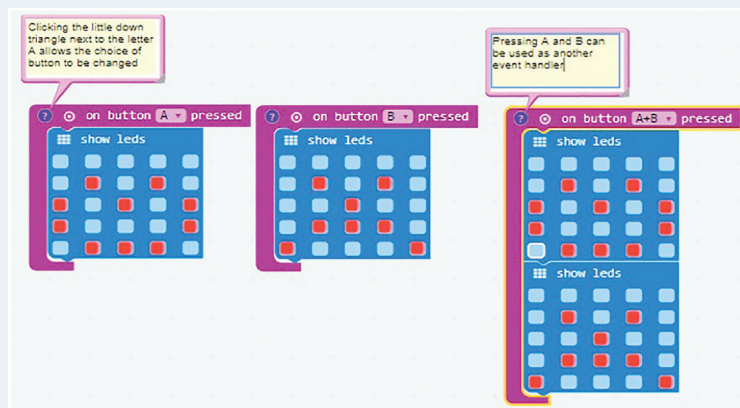 Clicking the little down
triangle next to the letter
A allows the choice of
button to be changed
Pressing A and B can
be used as another
event handler
? on button A pressed
show leds
? on button B pressed
show leds
? on button A+B pressed
show leds
show leds